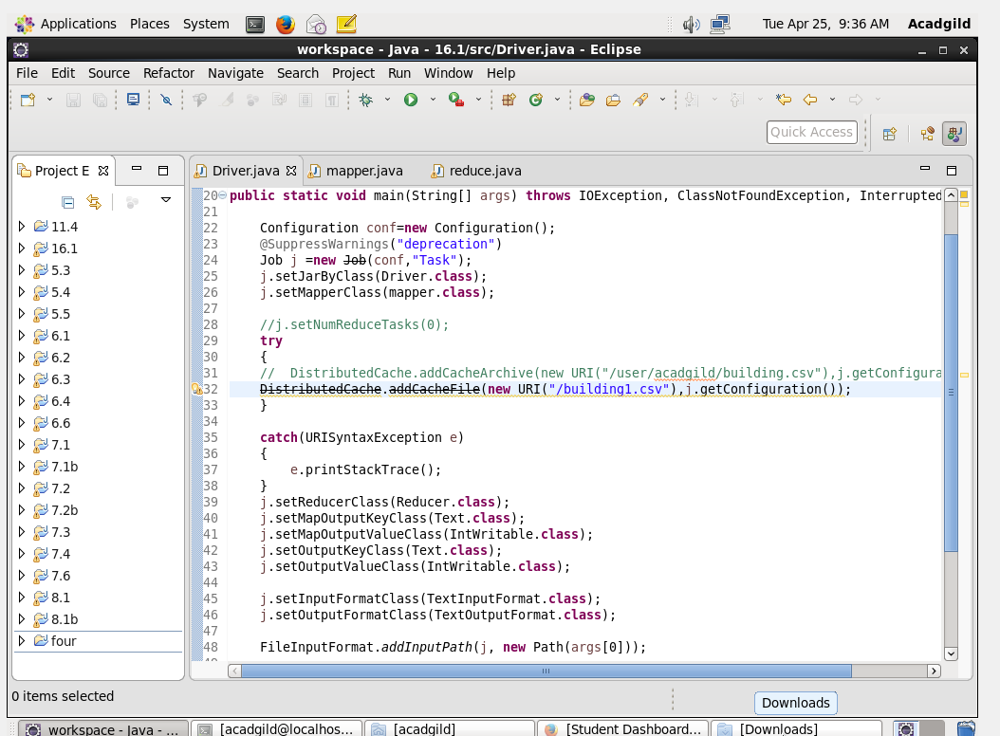 Applications Places System Tue Apr 25, 9:36 AM Acadgild
workspace - Java - 16.1/src/Driver.java - Eclipse
File Edit Source Refactor Navigate Search Project Run Window Help
Quick Access
Project E
Driver.java mapper.java reduce.java
11.4
16.1
5.3
5.4
5.5
6.1
6.2
6.3
6.4
6.6
7.1
7.1b
7.2
7.2b
7.3
7.4
7.6
8.1
8.1b
four
20 public static void main(String[] args) throws IOException, ClassNotFoundException, Interrupted
21
22 Configuration conf=new Configuration();
23 @SuppressWarnings("deprecation")
24 Job j =new Job(conf,"Task");
25 j.setJarByClass(Driver.class);
26 j.setMapperClass(mapper.class);
27
28 //j.setNumReduceTasks(0);
29 try
30 {
31 // DistributedCache.addCacheArchive(new URI("/user/acadgild/building.csv"),j.getConfigura
32 DistributedCache.addCacheFile(new URI("/building1.csv"),j.getConfiguration());
33 }
34
35 catch(URISyntaxException e)
36 {
37 e.printStackTrace();
38 }
39 j.setReducerClass(Reducer.class);
40 j.setMapOutputKeyClass(Text.class);
41 j.setMapOutputValueClass(IntWritable.class);
42 j.setOutputKeyClass(Text.class);
43 j.setOutputValueClass(IntWritable.class);
44
45 j.setInputFormatClass(TextInputFormat.class);
46 j.setOutputFormatClass(TextOutputFormat.class);
47
48 FileInputFormat.addInputPath(j, new Path(args[0]));
0 items selected
Downloads
workspace - Java - ... [acadgild@localhos... [acadgild] [Student Dashboard... [Downloads]